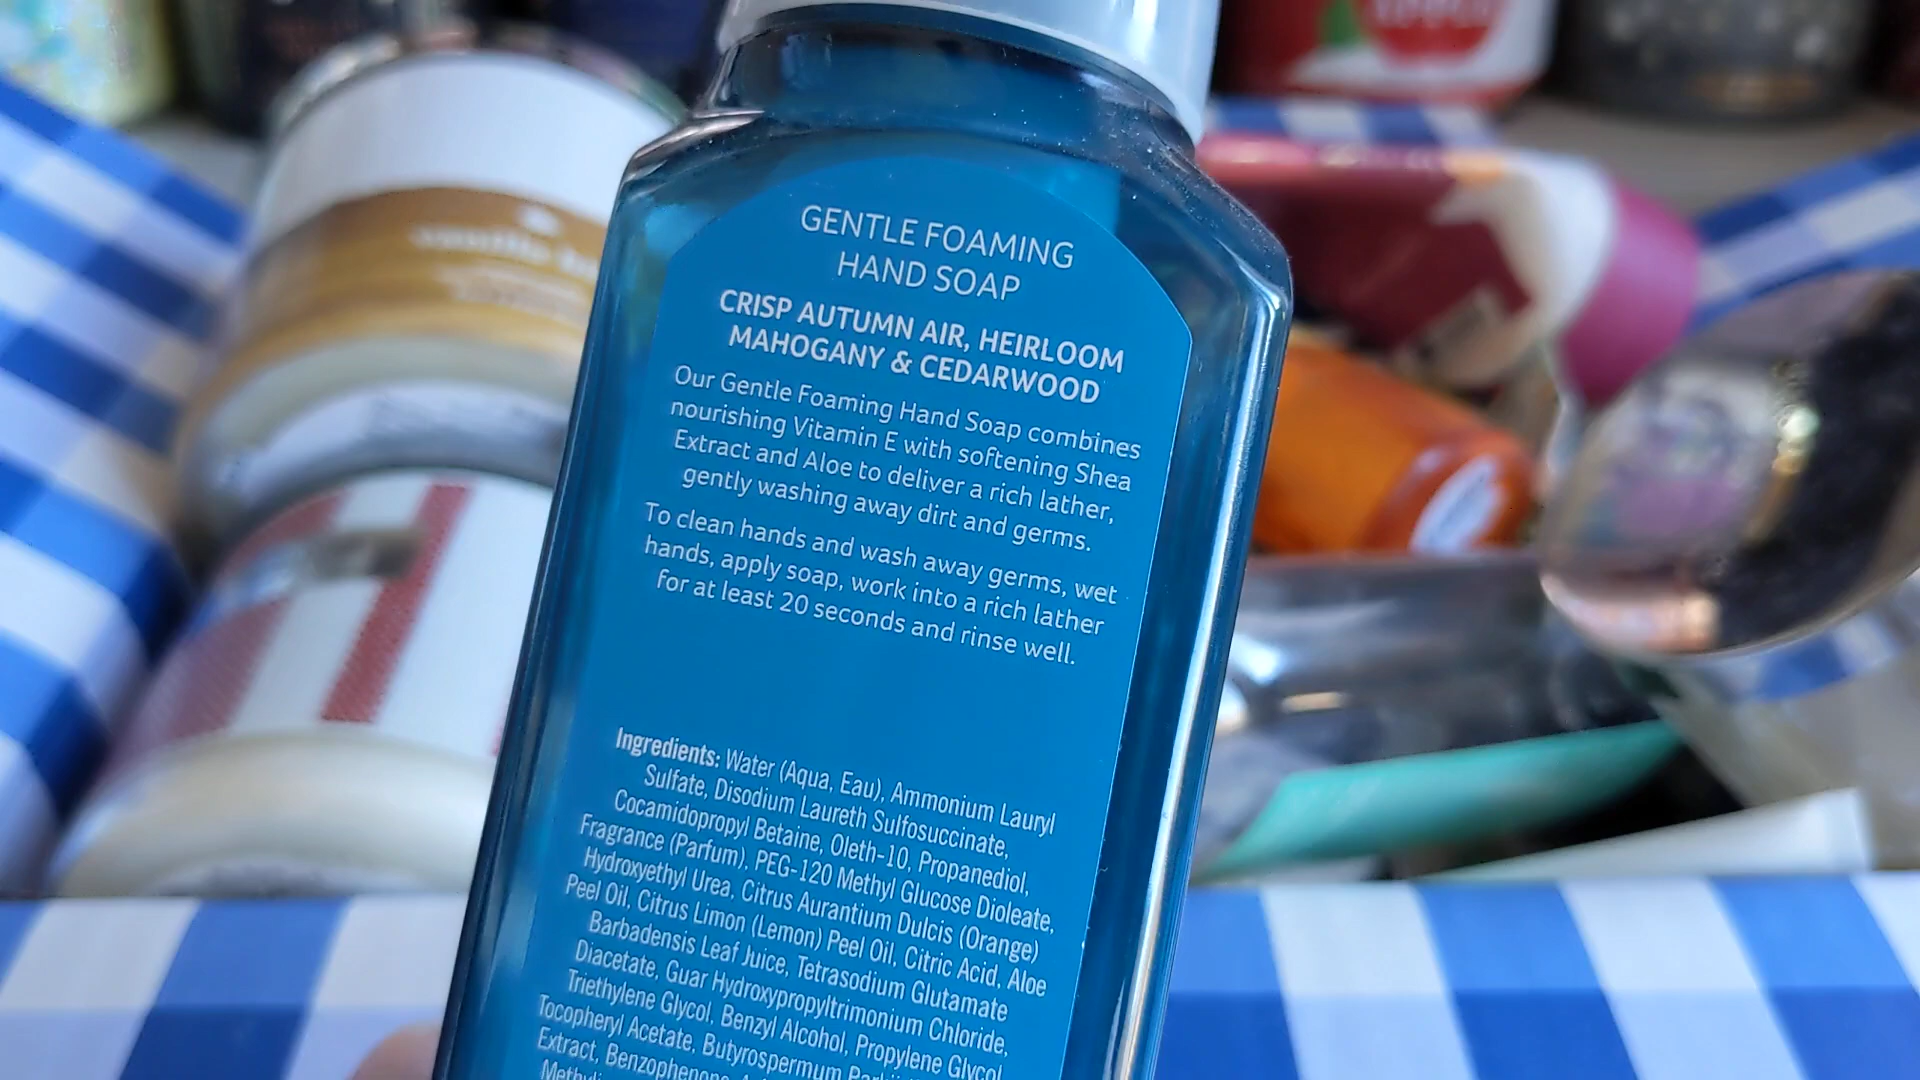 GENTLE FOAMING
HAND SOAP
CRISP AUTUMN AIR, HEIRLOOM
MAHOGANY & CEDARWOOD
Our Gentle Foaming Hand Soap combines
nourishing Vitamin E with softening Shea
Extract and Aloe to deliver a rich lather,
gently washing away dirt and germs.
To clean hands and wash away germs, wet
hands, apply soap, work into a rich lather
for at least 20 seconds and rinse well.
Ingredients: Water (Aqua, Eau), Ammonium Lauryl
Sulfate, Disodium Laureth Sulfosuccinate,
Cocamidopropyl Betaine, Oleth-10, Propanediol,
Fragrance (Parfum), PEG-120 Methyl Glucose Dioleate,
Hydroxyethyl Urea, Citrus Aurantium Dulcis (Orange)
Peel Oil, Citrus Limon (Lemon) Peel Oil, Citric Acid, Aloe
Barbadensis Leaf Juice, Tetrasodium Glutamate
Diacetate, Guar Hydroxypropyltrimonium Chloride,
Triethylene Glycol, Benzyl Alcohol, Propylene Glycol,
Tocopheryl Acetate, Butyrospermum
Extract,
vanilla